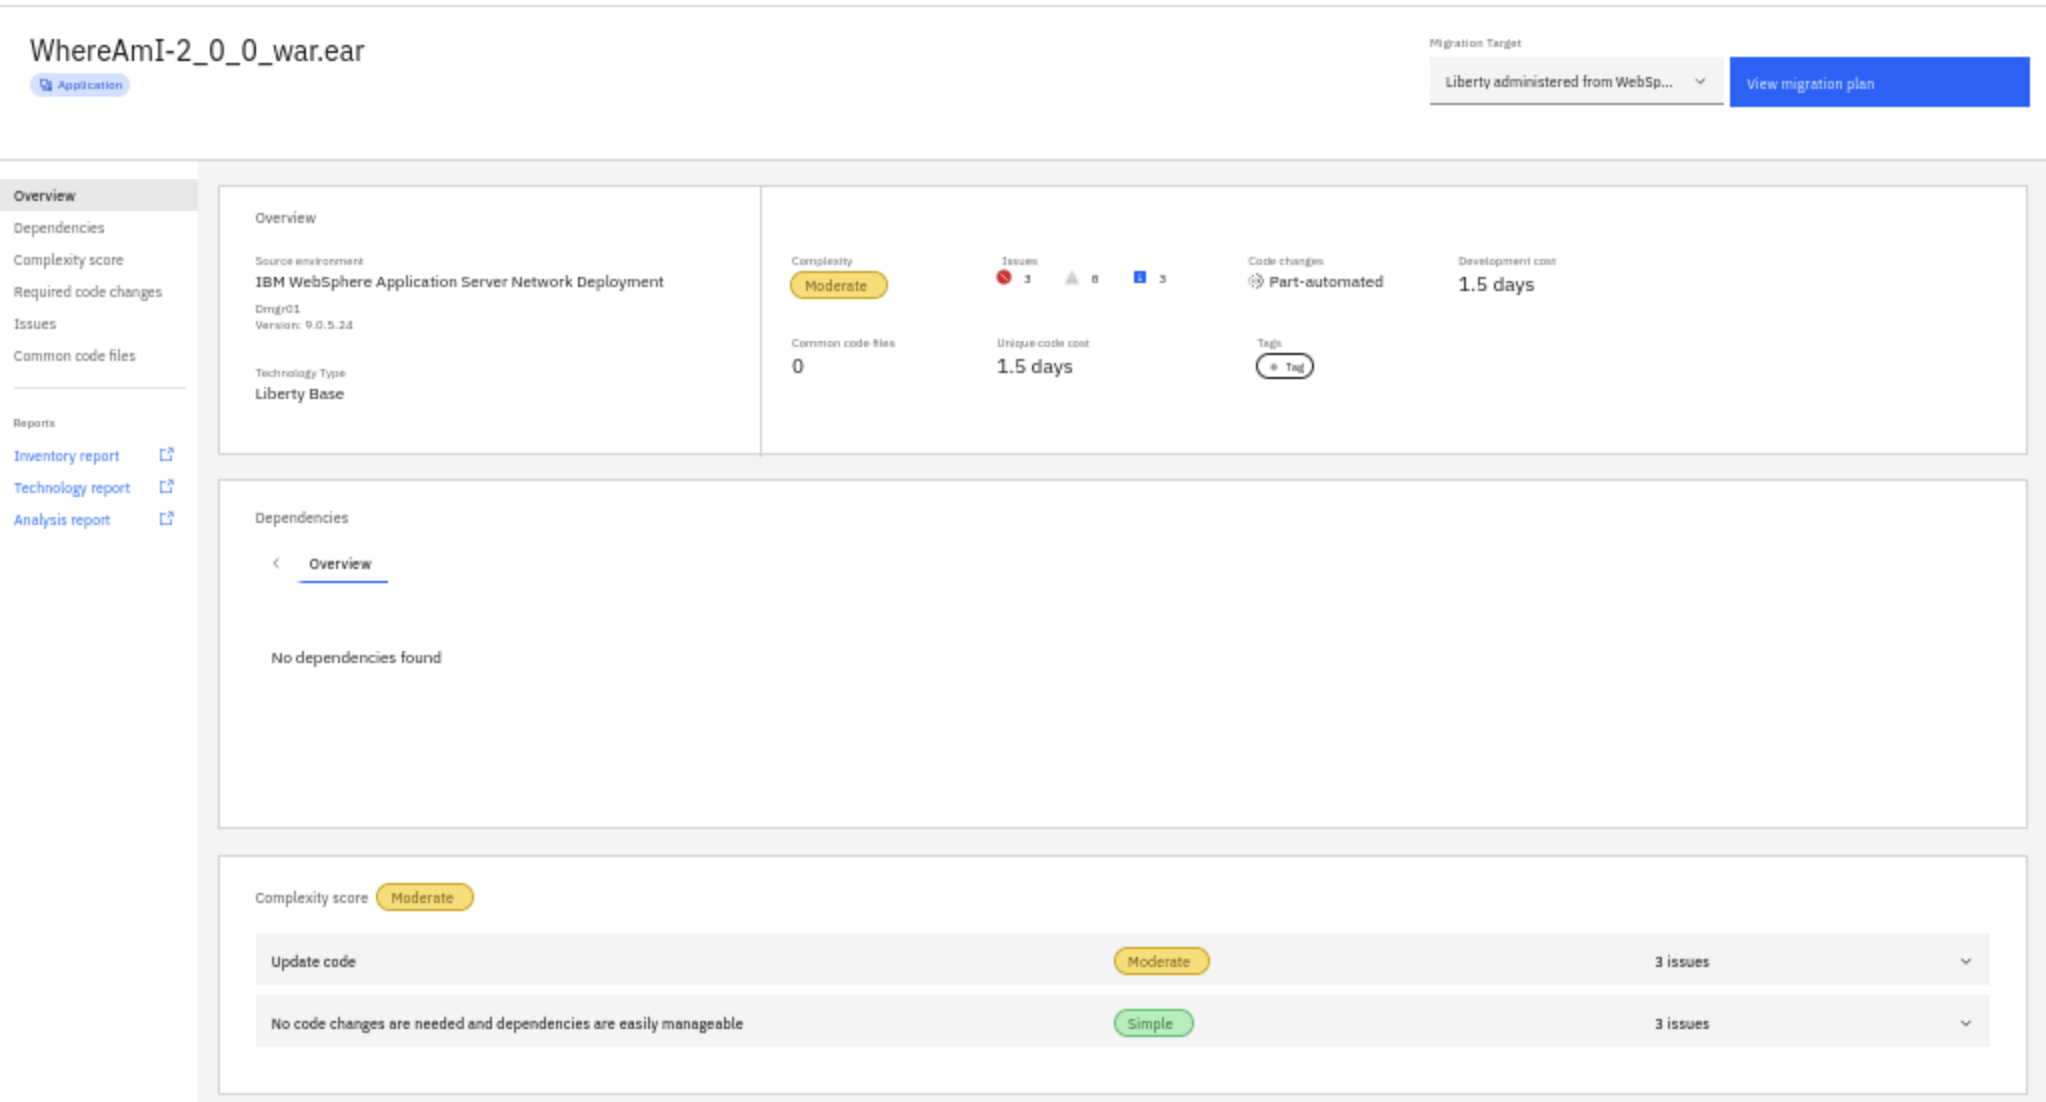 WhereAmI-2_0_0_war.ear
Application
Migration Target
Liberty administered from WebSp...
View migration plan
Overview
Dependencies
Complexity score
Required code changes
Issues
Common code files
Reports
Inventory report
Technology report
Analysis report
Overview
Source environment
IBM WebSphere Application Server Network Deployment
Dmgr01
Version: 9.0.5.24
Technology Type
Liberty Base
Complexity
Moderate
Issues
3 0 3
Code changes
Part-automated
Development cost
1.5 days
Common code files
0
Unique code cost
1.5 days
Tags
+ Tag
Dependencies
Overview
No dependencies found
Complexity score Moderate
Update code Moderate 3 issues
No code changes are needed and dependencies are easily manageable Simple 3 issues